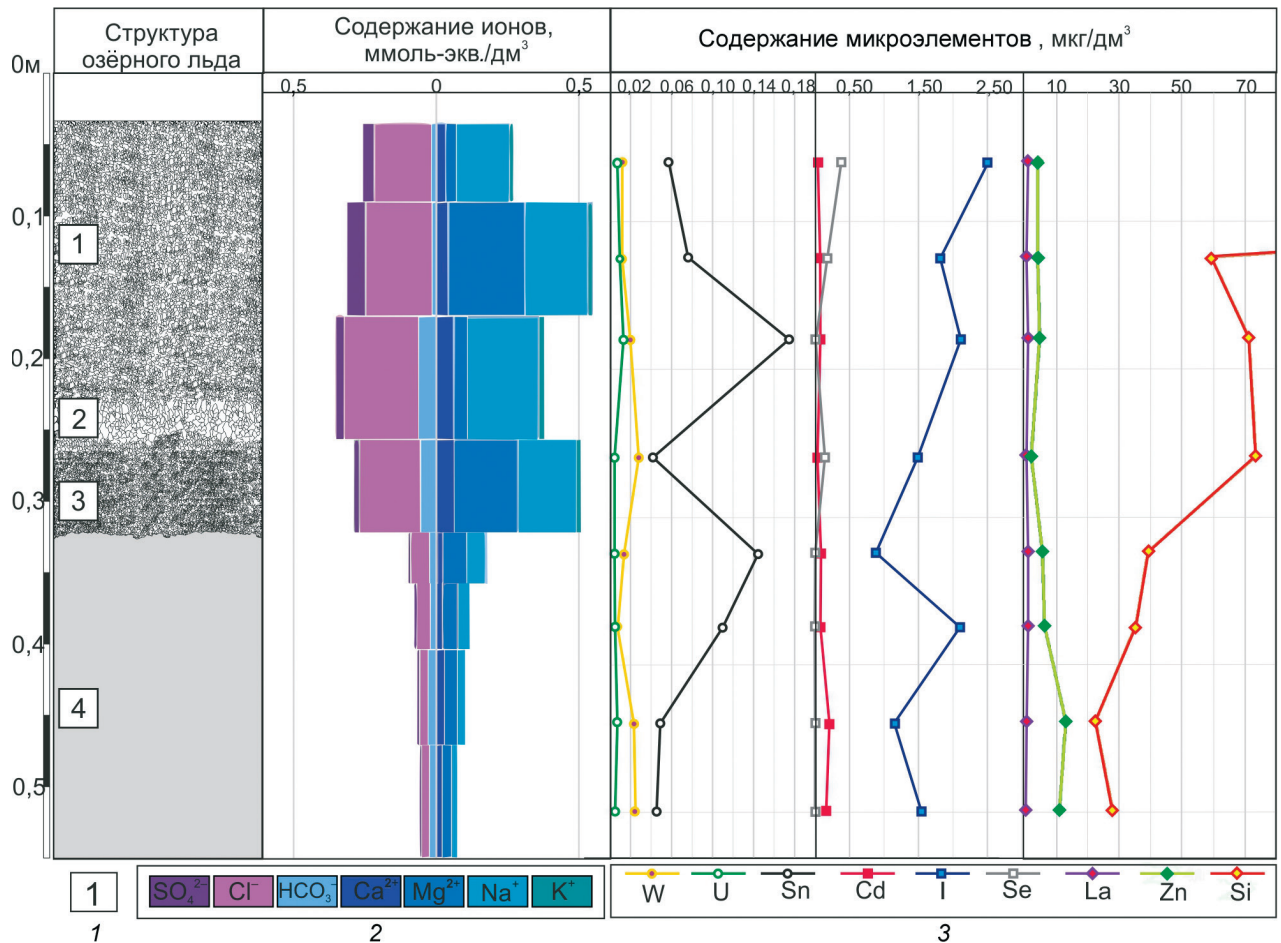 Структура
озёрного льда
Содержание ионов,
ммоль-экв./дм³
Содержание микроэлементов , мкг/дм³
0м
0,5 0 0,5
0,02 0,06 0,10 0,14 0,18 0,50 1,50 2,50 10 30 50 70
0,1
1
0,2
2
0,3
3
0,4
4
0,5
1 SO₄²⁻ Cl⁻ HCO₃⁻ Ca²⁺ Mg²⁺ Na⁺ K⁺
W U Sn Cd I Se La Zn Si
1 2 3